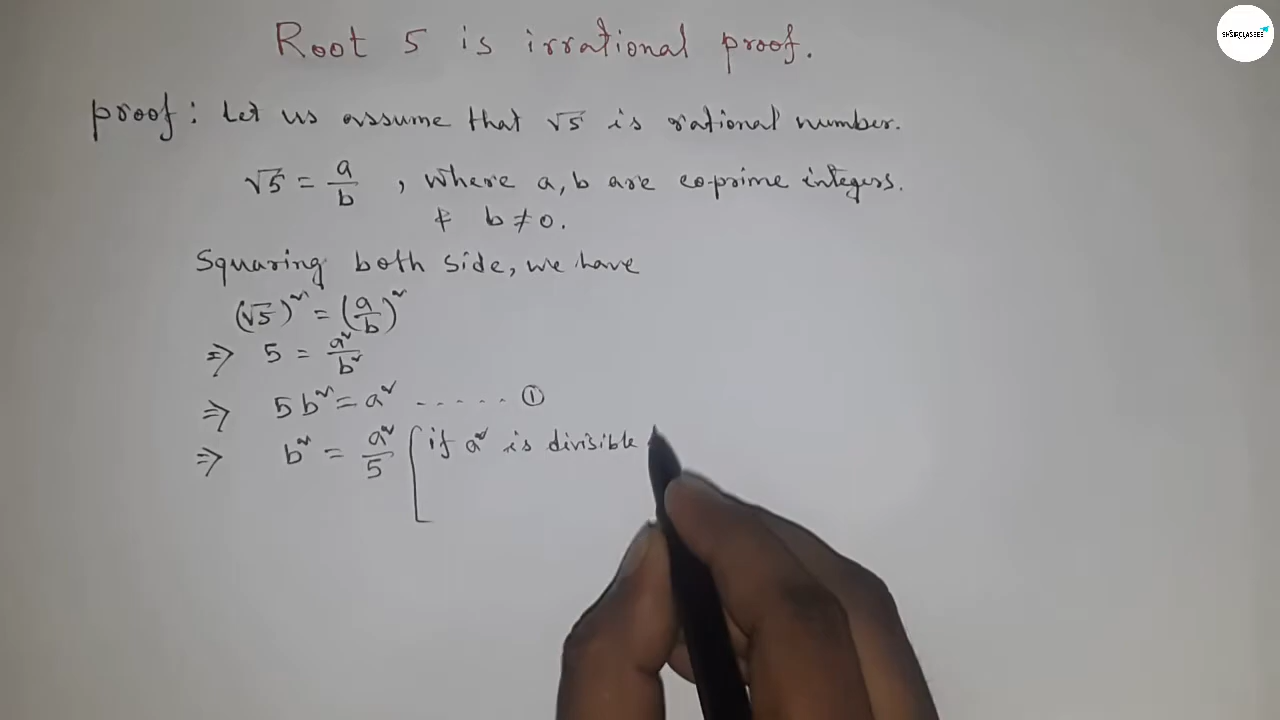 Root 5 is irrational proof.
SHSIRCLASSES
proof: Let us assume that √5 is rational number.
√5 = a/b , where a, b are co-prime integers.
& b ≠ 0.
Squaring both side, we have
(√5)² = (a/b)²
⇒ 5 = a²/b²
⇒ 5b² = a² ...... ①
⇒ b² = a²/5 [if a² is divisible